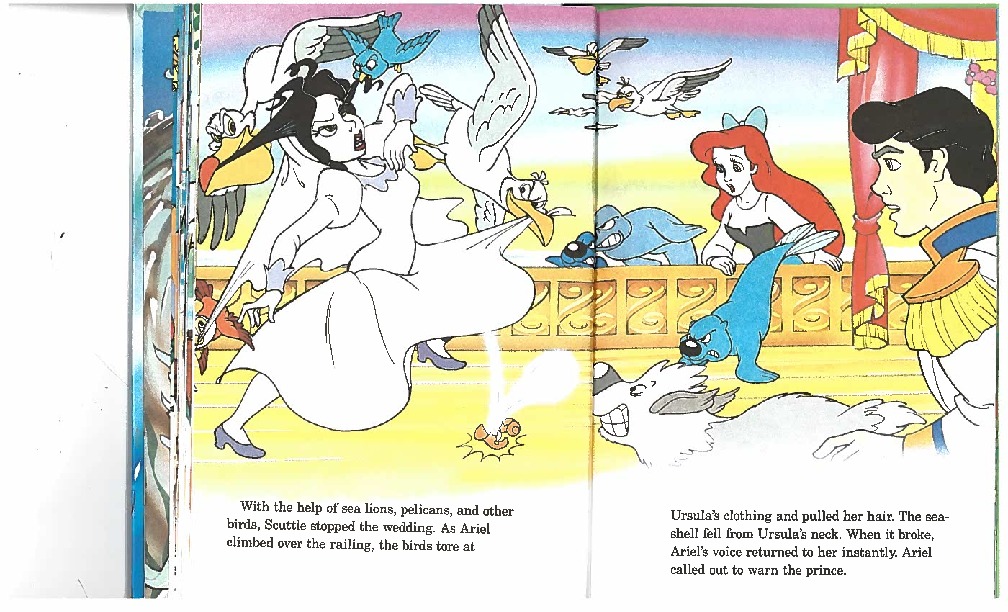 With the help of sea lions, pelicans, and other
birds, Scuttle stopped the wedding. As Ariel
climbed over the railing, the birds tore at
Ursula's clothing and pulled her hair. The sea-
shell fell from Ursula's neck. When it broke,
Ariel's voice returned to her instantly. Ariel
called out to warn the prince.